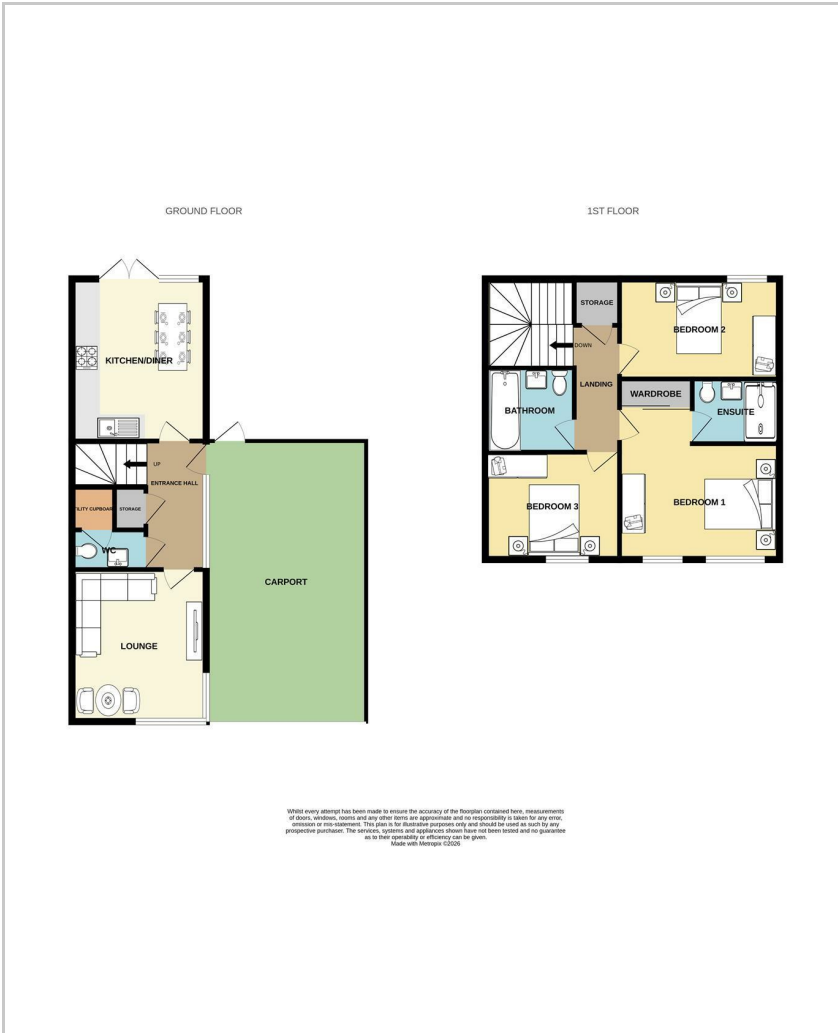 GROUND FLOOR
1ST FLOOR
KITCHEN/DINER
UP
ENTRANCE HALL
STORAGE
WC
CARPORT
LOUNGE
STORAGE
BEDROOM 2
DOWN
LANDING
WARDROBE
BATHROOM
ENSUITE
BEDROOM 3
BEDROOM 1
Whilst every attempt has been made to ensure the accuracy of the floorplan contained here, measurements
of doors, windows, rooms and any other items are approximate and no responsibility is taken for any error,
omission or mis-statement. This plan is for illustrative purposes only and should be used as such by any
prospective purchaser. The services, systems and appliances shown have not been tested and no guarantee
as to their operability or efficiency can be given.
Made with Metropix ©2026